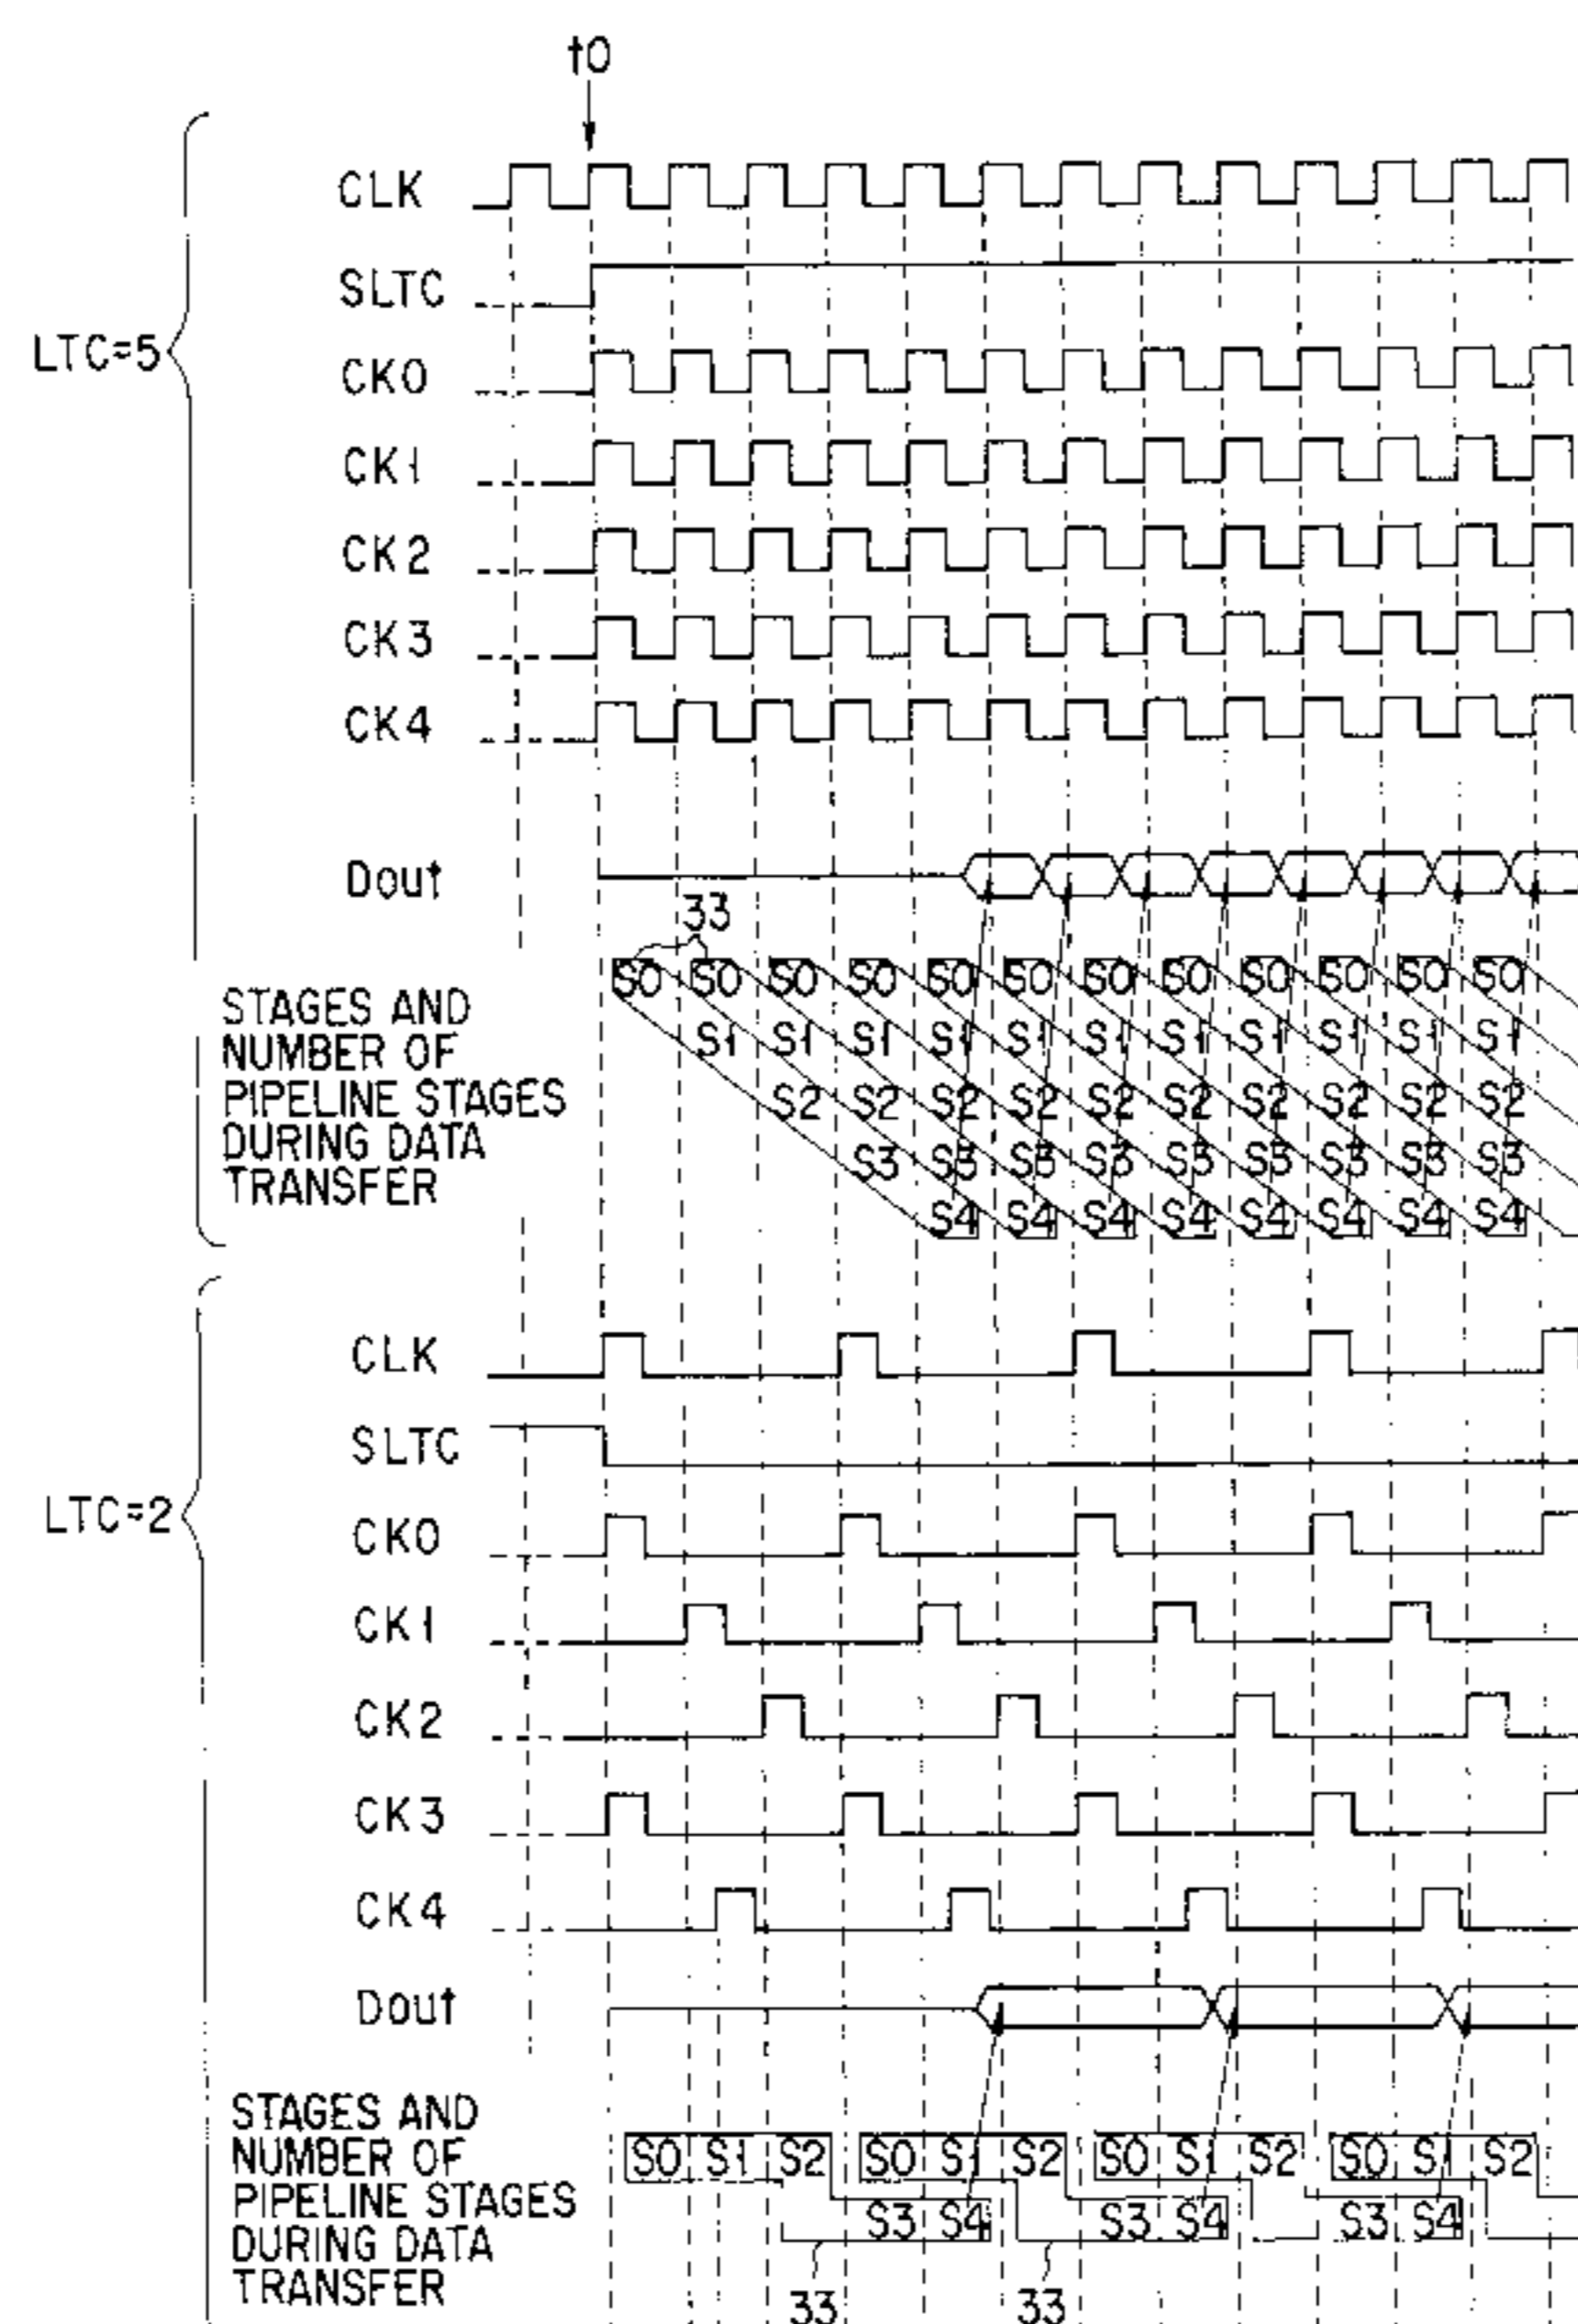 t0
CLK
SLTC
LTC=5
CK0
CK1
CK2
CK3
CK4
Dout
33
S0 S0 S0 S0 S0 S0 S0 S0 S0 S0 S0 S0
STAGES AND
NUMBER OF
PIPELINE STAGES
DURING DATA
TRANSFER
S1 S1 S1 S1 S1 S1 S1 S1 S1 S1 S1
S2 S2 S2 S2 S2 S2 S2 S2 S2 S2
S3 S3 S3 S3 S3 S3 S3 S3 S3
S4 S4 S4 S4 S4 S4 S4 S4
CLK
SLTC
LTC=2
CK0
CK1
CK2
CK3
CK4
Dout
STAGES AND
NUMBER OF
PIPELINE STAGES
DURING DATA
TRANSFER
S0 S1 S2 S0 S1 S2 S0 S1 S2 S0 S1 S2
S3 S4 S3 S4 S3 S4
33 33